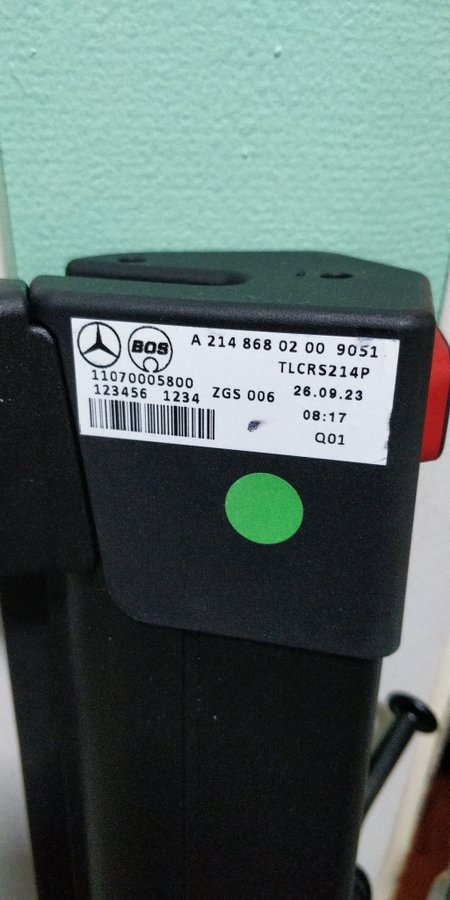 BOS
A 214 868 02 00 9051
TLCRS214P
11070005800
123456 1234 ZGS 006 26.09.23
08:17
Q01